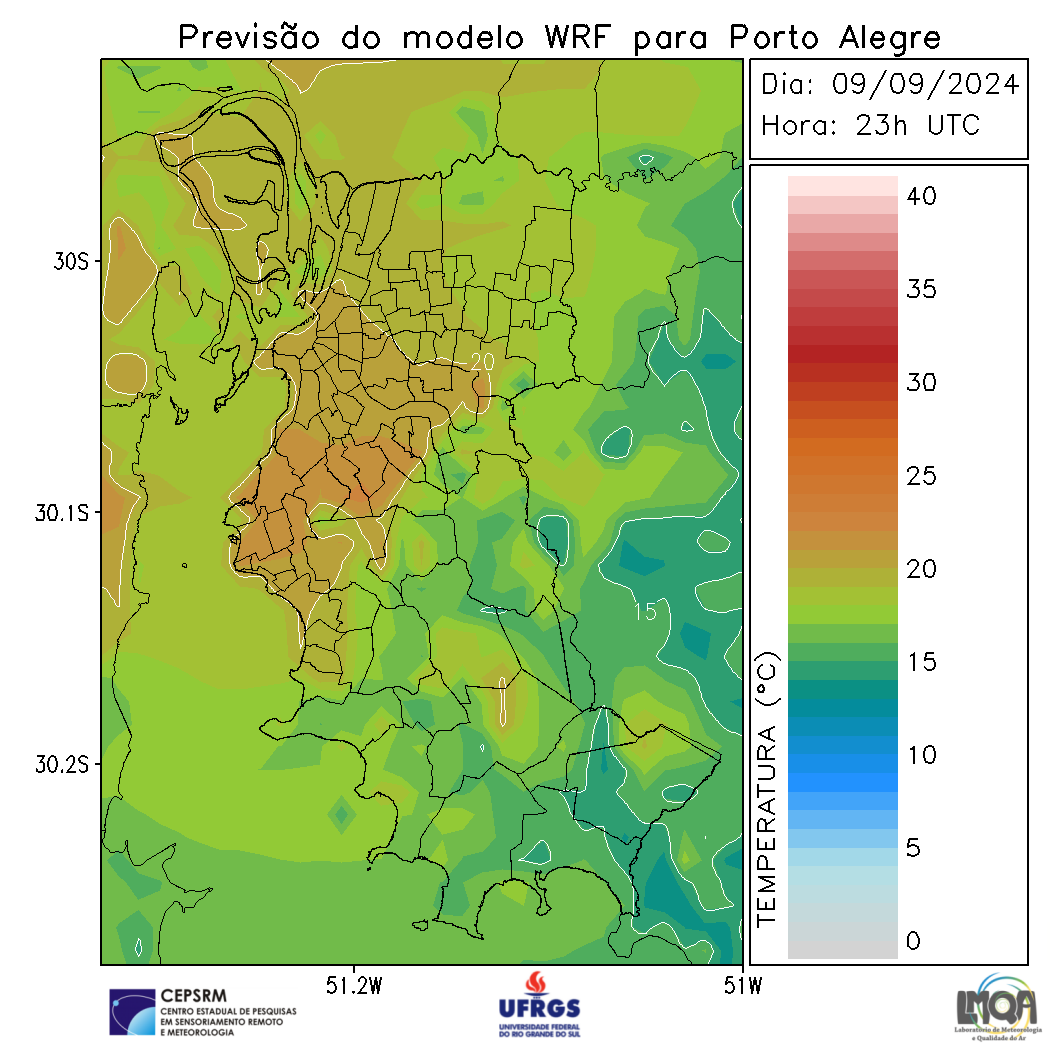 Previsão do modelo WRF para Porto Alegre
Dia: 09/09/2024
Hora: 23h UTC
40
35
30
25
20
15
10
5
0
TEMPERATURA (°C)
30S
30.1S
30.2S
20
15
51.2W
51W
CEPSRM
CENTRO ESTADUAL DE PESQUISAS
EM SENSORIAMENTO REMOTO
E METEOROLOGIA
UFRGS
UNIVERSIDADE FEDERAL
DO RIO GRANDE DO SUL
LMQA
Laboratório de Meteorologia
e Qualidade do Ar